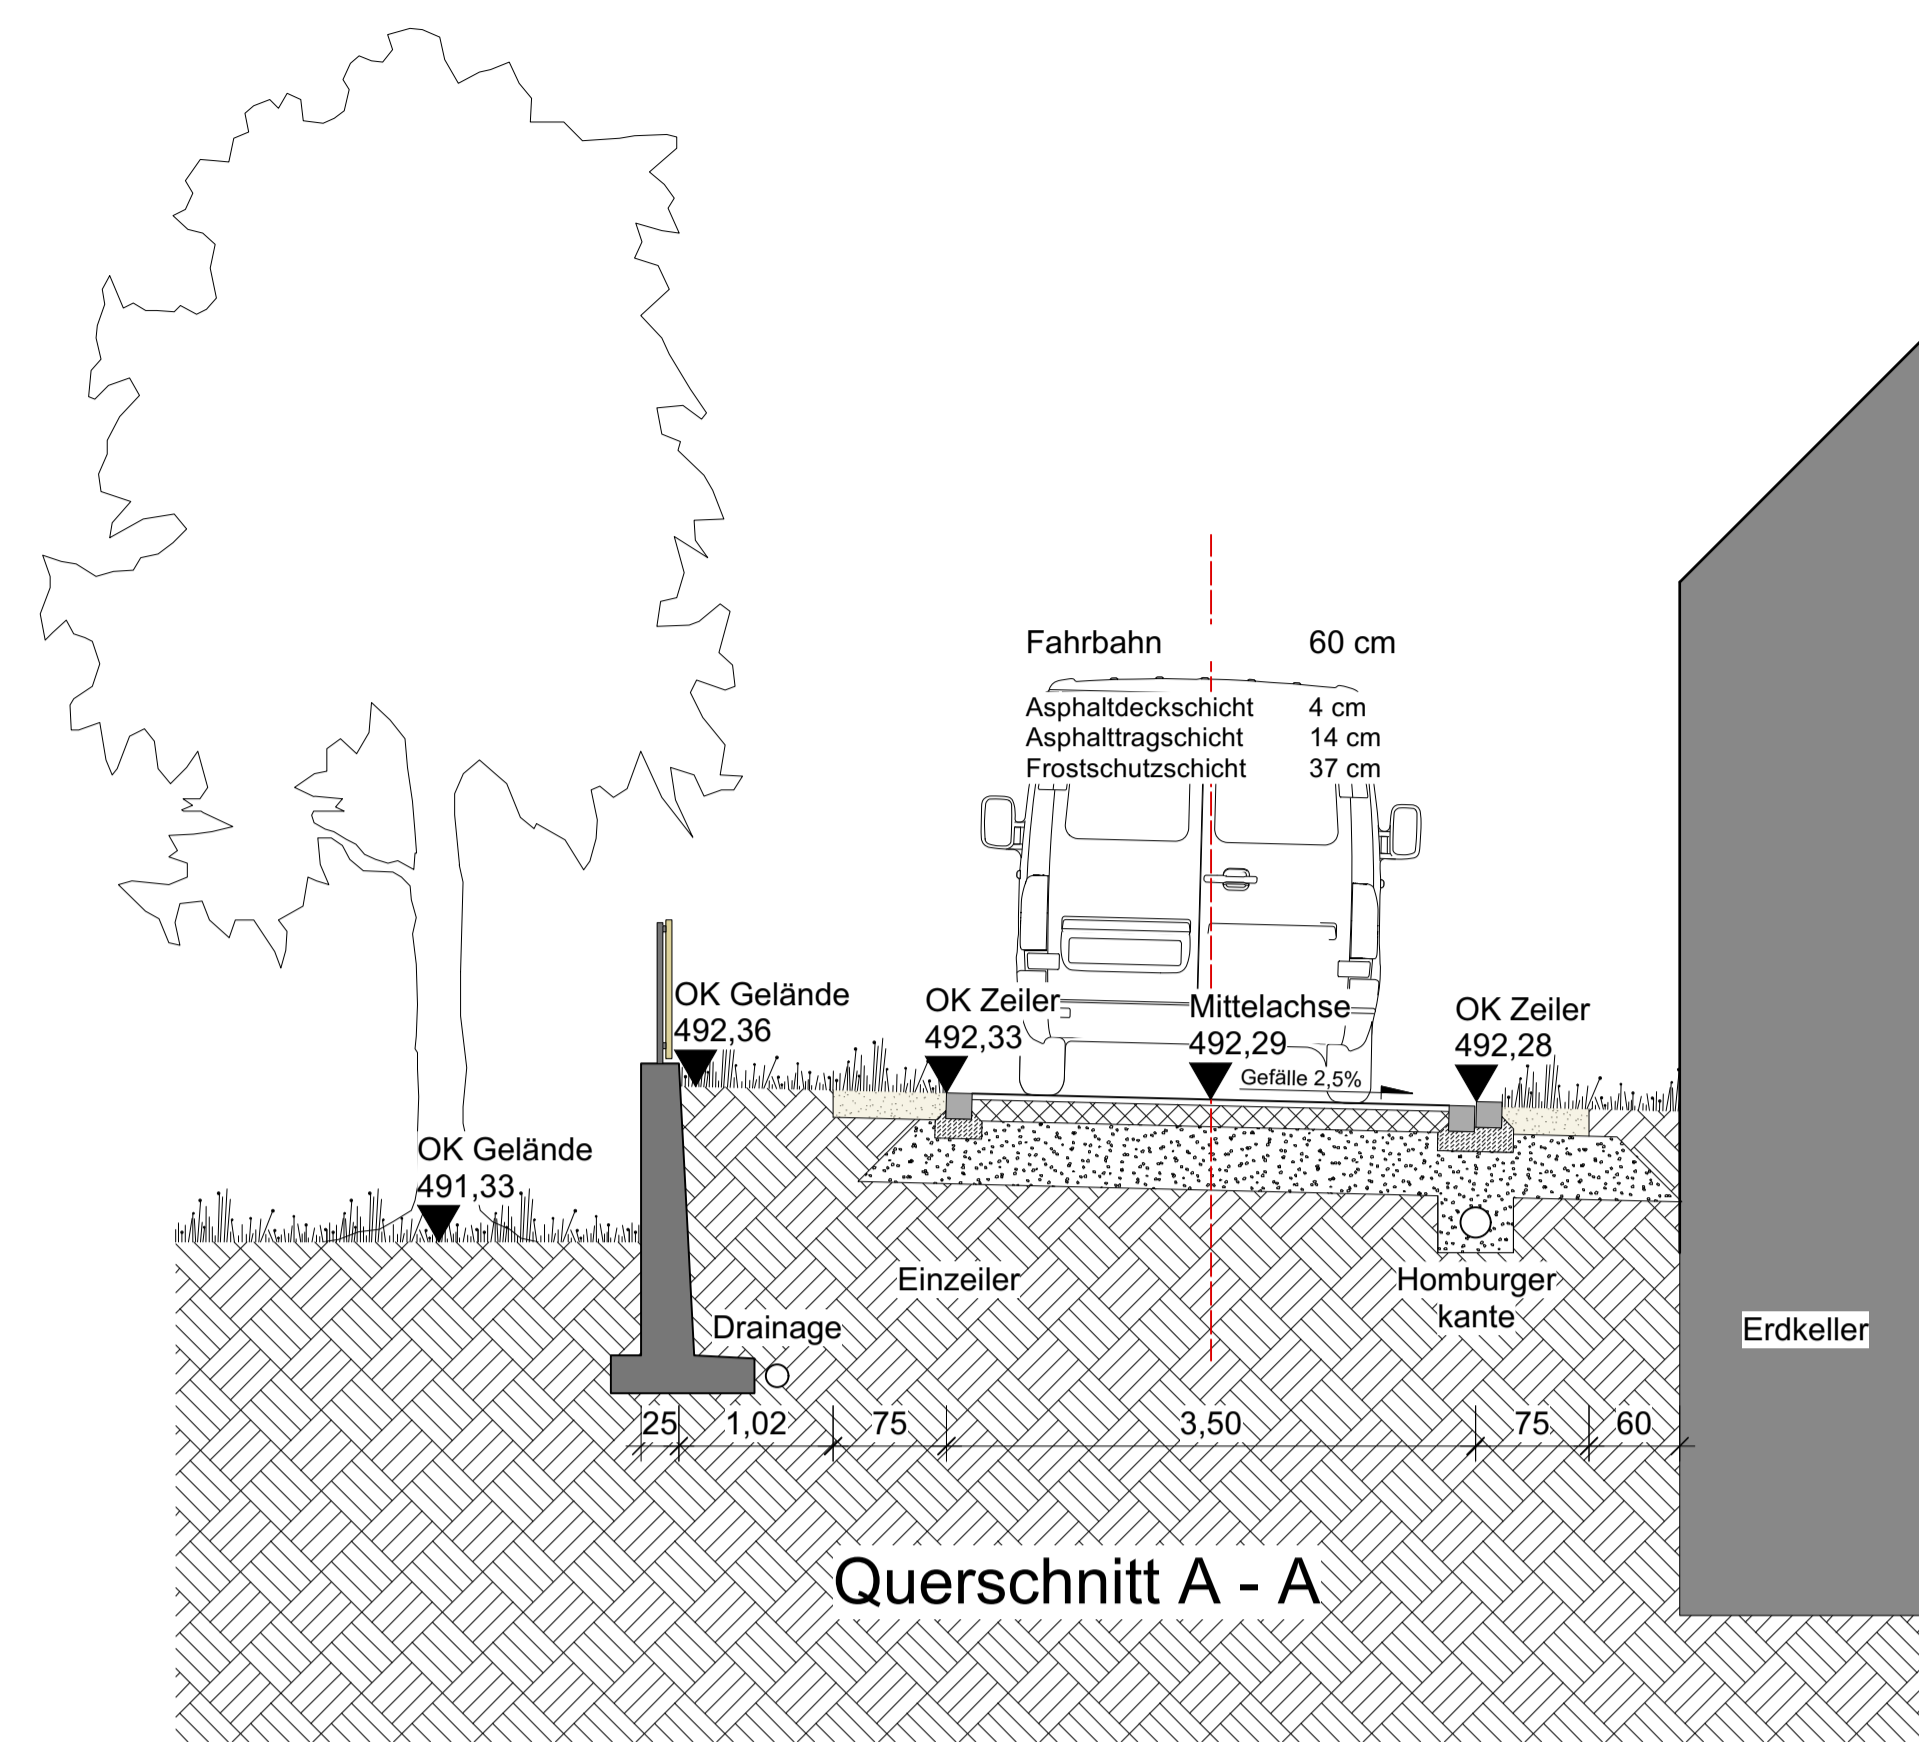 Fahrbahn 60 cm
Asphaltdeckschicht 4 cm
Asphalttragschicht 14 cm
Frostschutzschicht 37 cm
OK Gelände
492,36
OK Zeiler
492,33
Mittelachse
492,29
OK Zeiler
492,28
Gefälle 2,5%
OK Gelände
491,33
Einzeiler
Homburger
kante
Drainage
Erdkeller
25 1,02 75 3,50 75 60
Querschnitt A - A